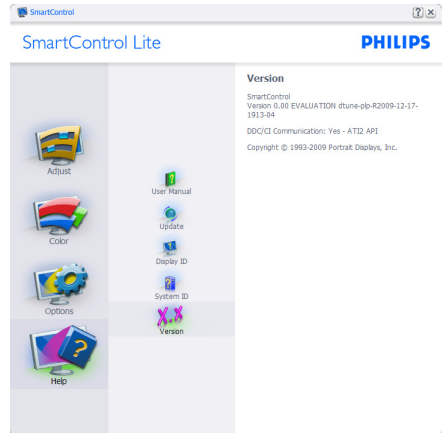 SmartControl
SmartControl Lite
PHILIPS
Adjust
Color
Options
Help
User Manual
Update
Display ID
System ID
Version
Version
SmartControl
Version 0.00 EVALUATION dtune-plp-R2009-12-17-
1913-04
DDC/CI Communication: Yes - ATI2 API
Copyright © 1993-2009 Portrait Displays, Inc.